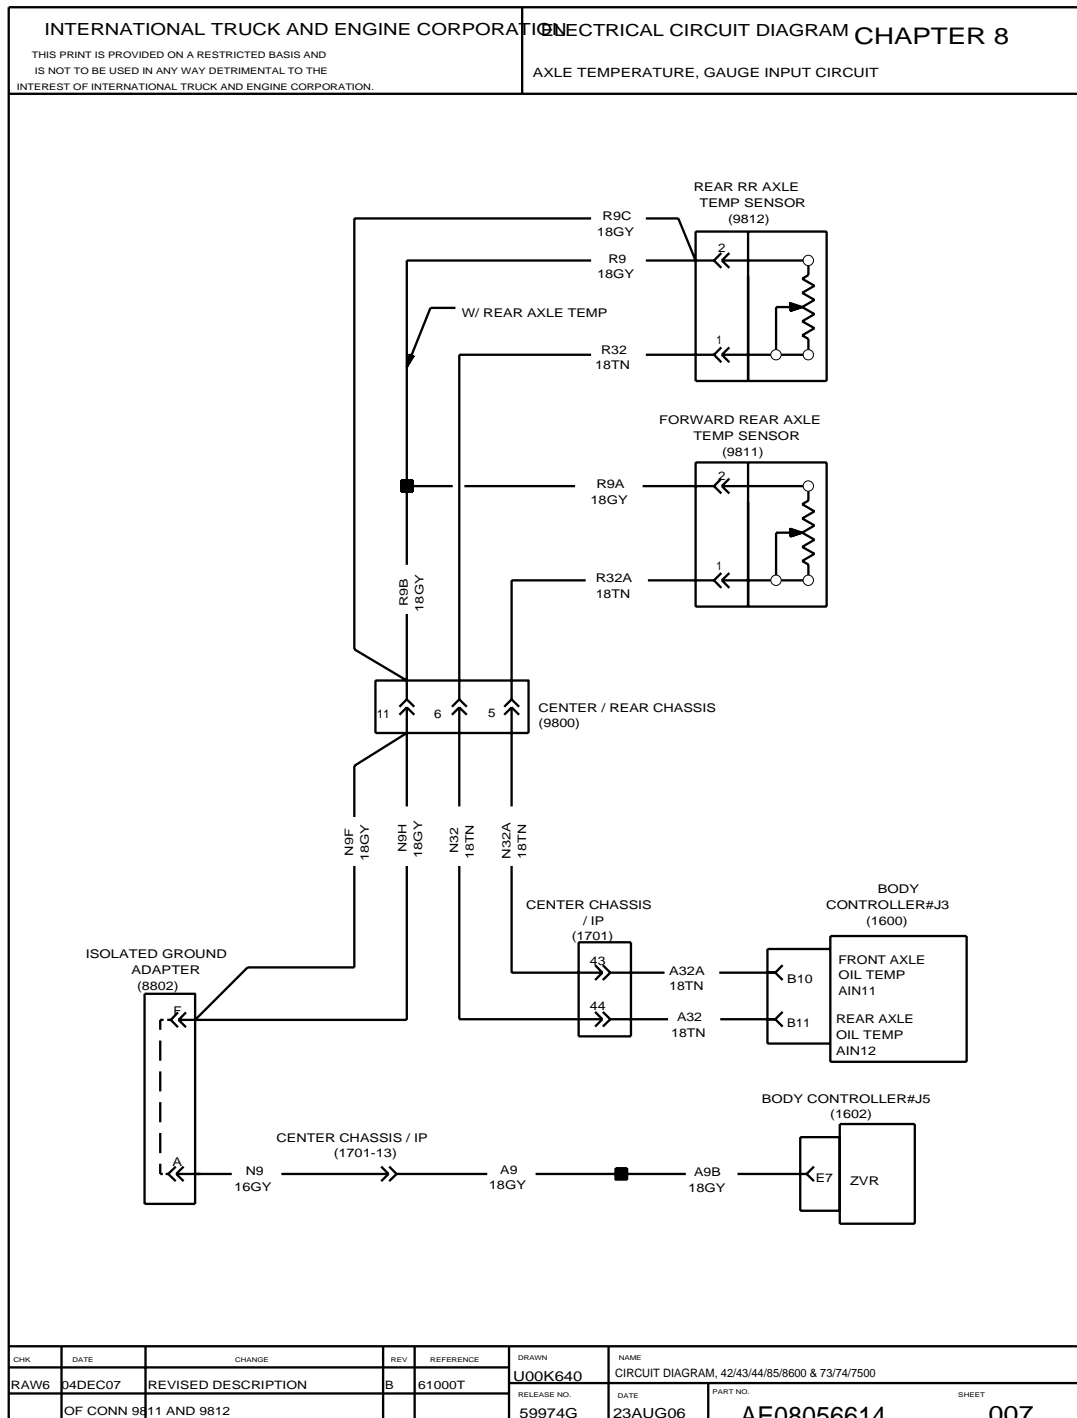 INTERNATIONAL TRUCK AND ENGINE CORPORATION
THIS PRINT IS PROVIDED ON A RESTRICTED BASIS AND
IS NOT TO BE USED IN ANY WAY DETRIMENTAL TO THE
INTEREST OF INTERNATIONAL TRUCK AND ENGINE CORPORATION.
ELECTRICAL CIRCUIT DIAGRAM
CHAPTER 8
AXLE TEMPERATURE, GAUGE INPUT CIRCUIT
REAR RR AXLE
TEMP SENSOR
(9812)
R9C
18GY
2
R9
18GY
W/ REAR AXLE TEMP
1
R32
18TN
FORWARD REAR AXLE
TEMP SENSOR
(9811)
2
R9A
18GY
1
R32A
18TN
R9B
18GY
11
6
5
CENTER / REAR CHASSIS
(9800)
N9F
18GY
N9H
18GY
N32
18TN
N32A
18TN
CENTER CHASSIS
/ IP
(1701)
43
44
A32A
18TN
A32
18TN
BODY
CONTROLLER#J3
(1600)
B10
FRONT AXLE
OIL TEMP
AIN11
B11
REAR AXLE
OIL TEMP
AIN12
ISOLATED GROUND
ADAPTER
(8802)
F
A
N9
16GY
CENTER CHASSIS / IP
(1701-13)
A9
18GY
A9B
18GY
BODY CONTROLLER#J5
(1602)
E7
ZVR
CHK
DATE
CHANGE
REV
REFERENCE
DRAWN
NAME
RAW6
04DEC07
REVISED DESCRIPTION
B
61000T
U00K640
CIRCUIT DIAGRAM, 42/43/44/85/8600 & 73/74/7500
OF CONN 9811 AND 9812
RELEASE NO.
59974G
DATE
23AUG06
PART NO.
AE08056614
SHEET
007